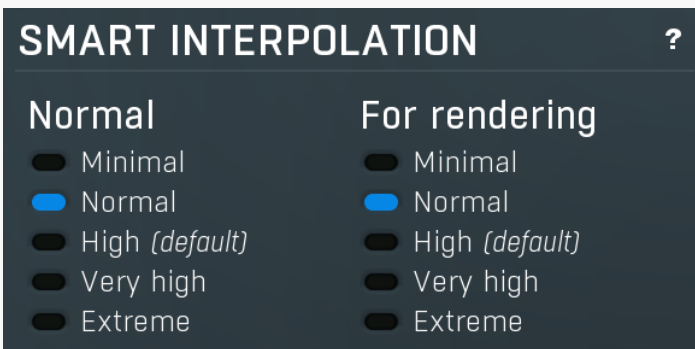 SMART INTERPOLATION ?
Normal
Minimal
Normal
High (default)
Very high
Extreme
For rendering
Minimal
Normal
High (default)
Very high
Extreme